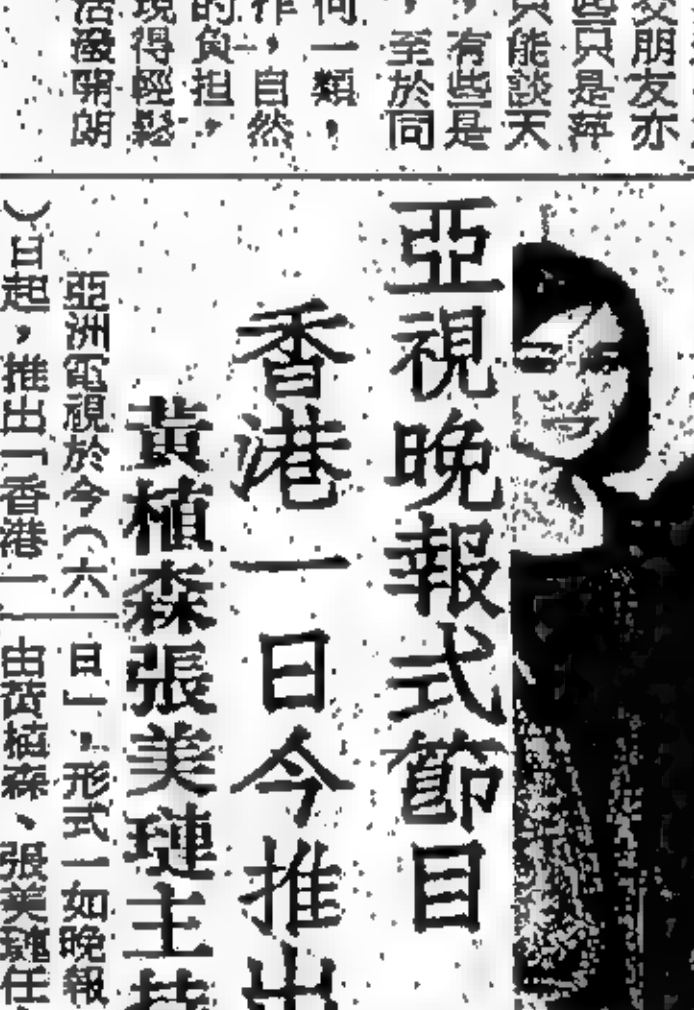 交朋友亦
些只是萍
只能談天
，有些是
，至於同
何一類，
作，自然
的負担，
現得輕鬆
活潑開朗
亞視晚報式節目
香港一日今推出
黃植森張美璉主持
亞洲電視於今（六
）日起，推出「香港一
日」，形式一如晚報
由黃植森、張美璉任